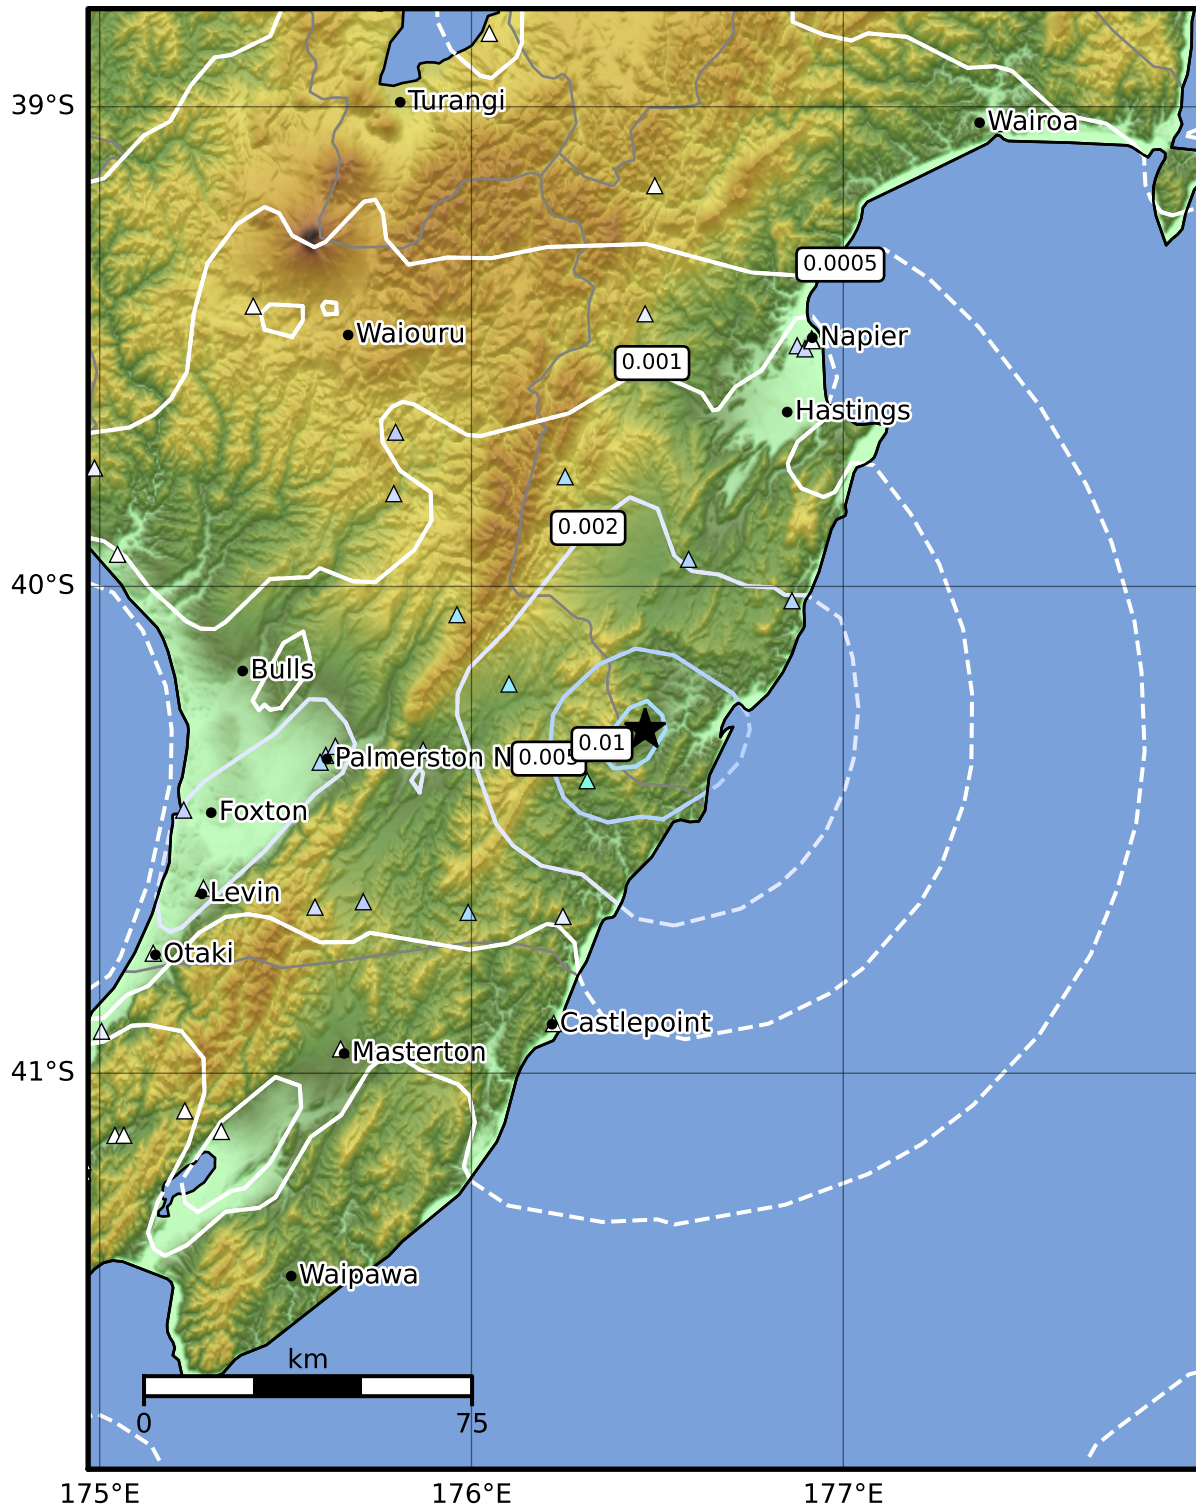 39°S
Turangi
Wairoa
0.0005
Waiouru
Napier
0.001
Hastings
0.002
40°S
Bulls
Palmerston N
0.005
0.01
Foxton
Levin
Otaki
Castlepoint
Masterton
41°S
Waipawa
km
0
75
175°E
176°E
177°E